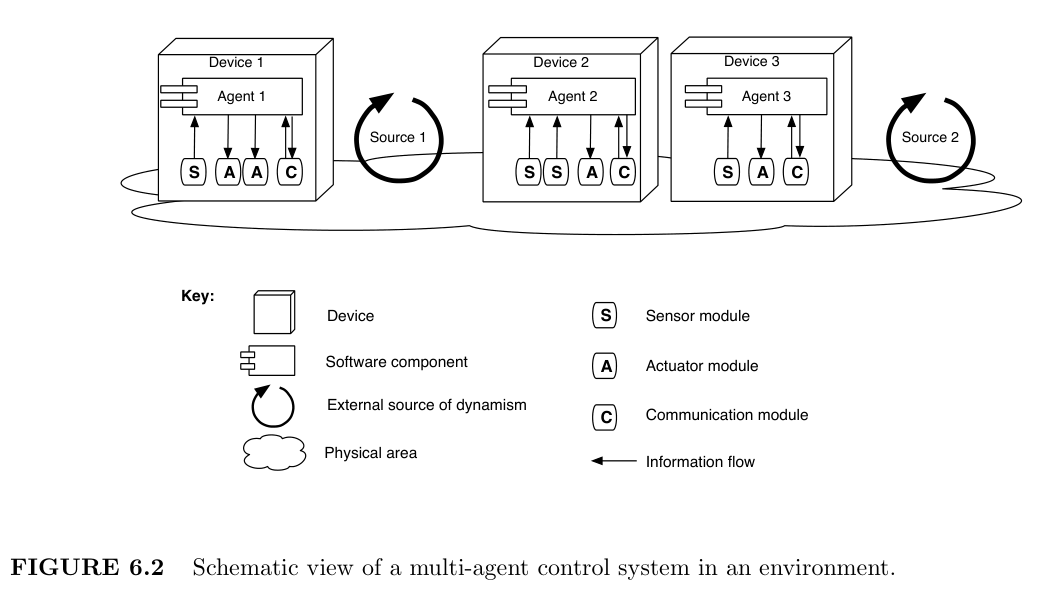 Device 1
Device 2
Device 3
Agent 1
Agent 2
Agent 3
Source 1
Source 2
S A A C
S S A C
S A C
Key:
Device
Software component
External source of dynamism
Physical area
S Sensor module
A Actuator module
C Communication module
Information flow
FIGURE 6.2 Schematic view of a multi-agent control system in an environment.